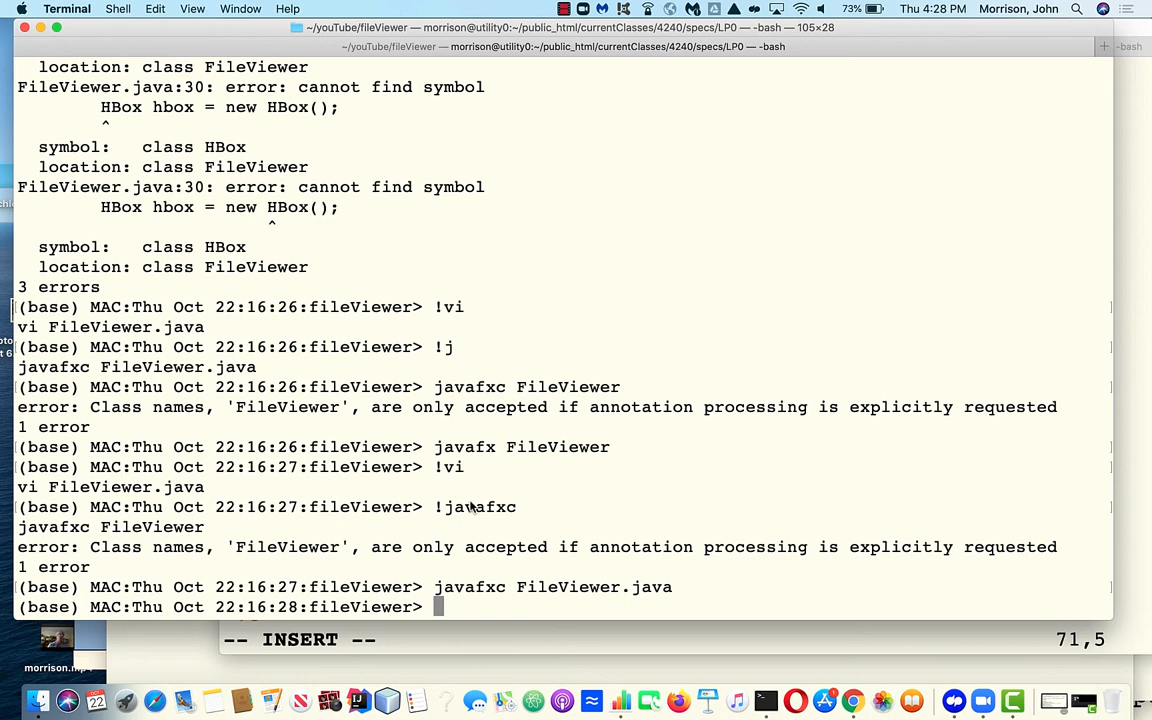 Terminal Shell Edit View Window Help 73% Thu 4:28 PM Morrison, John
~/youTube/fileViewer — morrison@utility0:~/public_html/currentClasses/4240/specs/LP0 — -bash — 105×28
~/youTube/fileViewer — morrison@utility0:~/public_html/currentClasses/4240/specs/LP0 — -bash
-bash
location: class FileViewer
FileViewer.java:30: error: cannot find symbol
HBox hbox = new HBox();
^
symbol: class HBox
location: class FileViewer
FileViewer.java:30: error: cannot find symbol
HBox hbox = new HBox();
^
symbol: class HBox
location: class FileViewer
3 errors
(base) MAC:Thu Oct 22:16:26:fileViewer> !vi
vi FileViewer.java
(base) MAC:Thu Oct 22:16:26:fileViewer> !j
javafxc FileViewer.java
(base) MAC:Thu Oct 22:16:26:fileViewer> javafxc FileViewer
error: Class names, 'FileViewer', are only accepted if annotation processing is explicitly requested
1 error
(base) MAC:Thu Oct 22:16:26:fileViewer> javafx FileViewer
(base) MAC:Thu Oct 22:16:27:fileViewer> !vi
vi FileViewer.java
(base) MAC:Thu Oct 22:16:27:fileViewer> !javafxc
javafxc FileViewer
error: Class names, 'FileViewer', are only accepted if annotation processing is explicitly requested
1 error
(base) MAC:Thu Oct 22:16:27:fileViewer> javafxc FileViewer.java
(base) MAC:Thu Oct 22:16:28:fileViewer>
-- INSERT -- 71,5